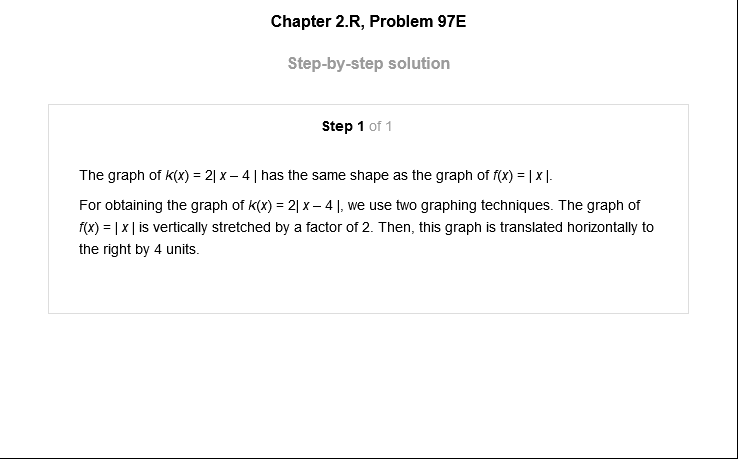 Chapter 2.R, Problem 97E
Step-by-step solution
Step 1 of 1
The graph of k(x) = 2| x – 4 | has the same shape as the graph of f(x) = | x |.
For obtaining the graph of k(x) = 2| x – 4 |, we use two graphing techniques. The graph of
f(x) = | x | is vertically stretched by a factor of 2. Then, this graph is translated horizontally to
the right by 4 units.